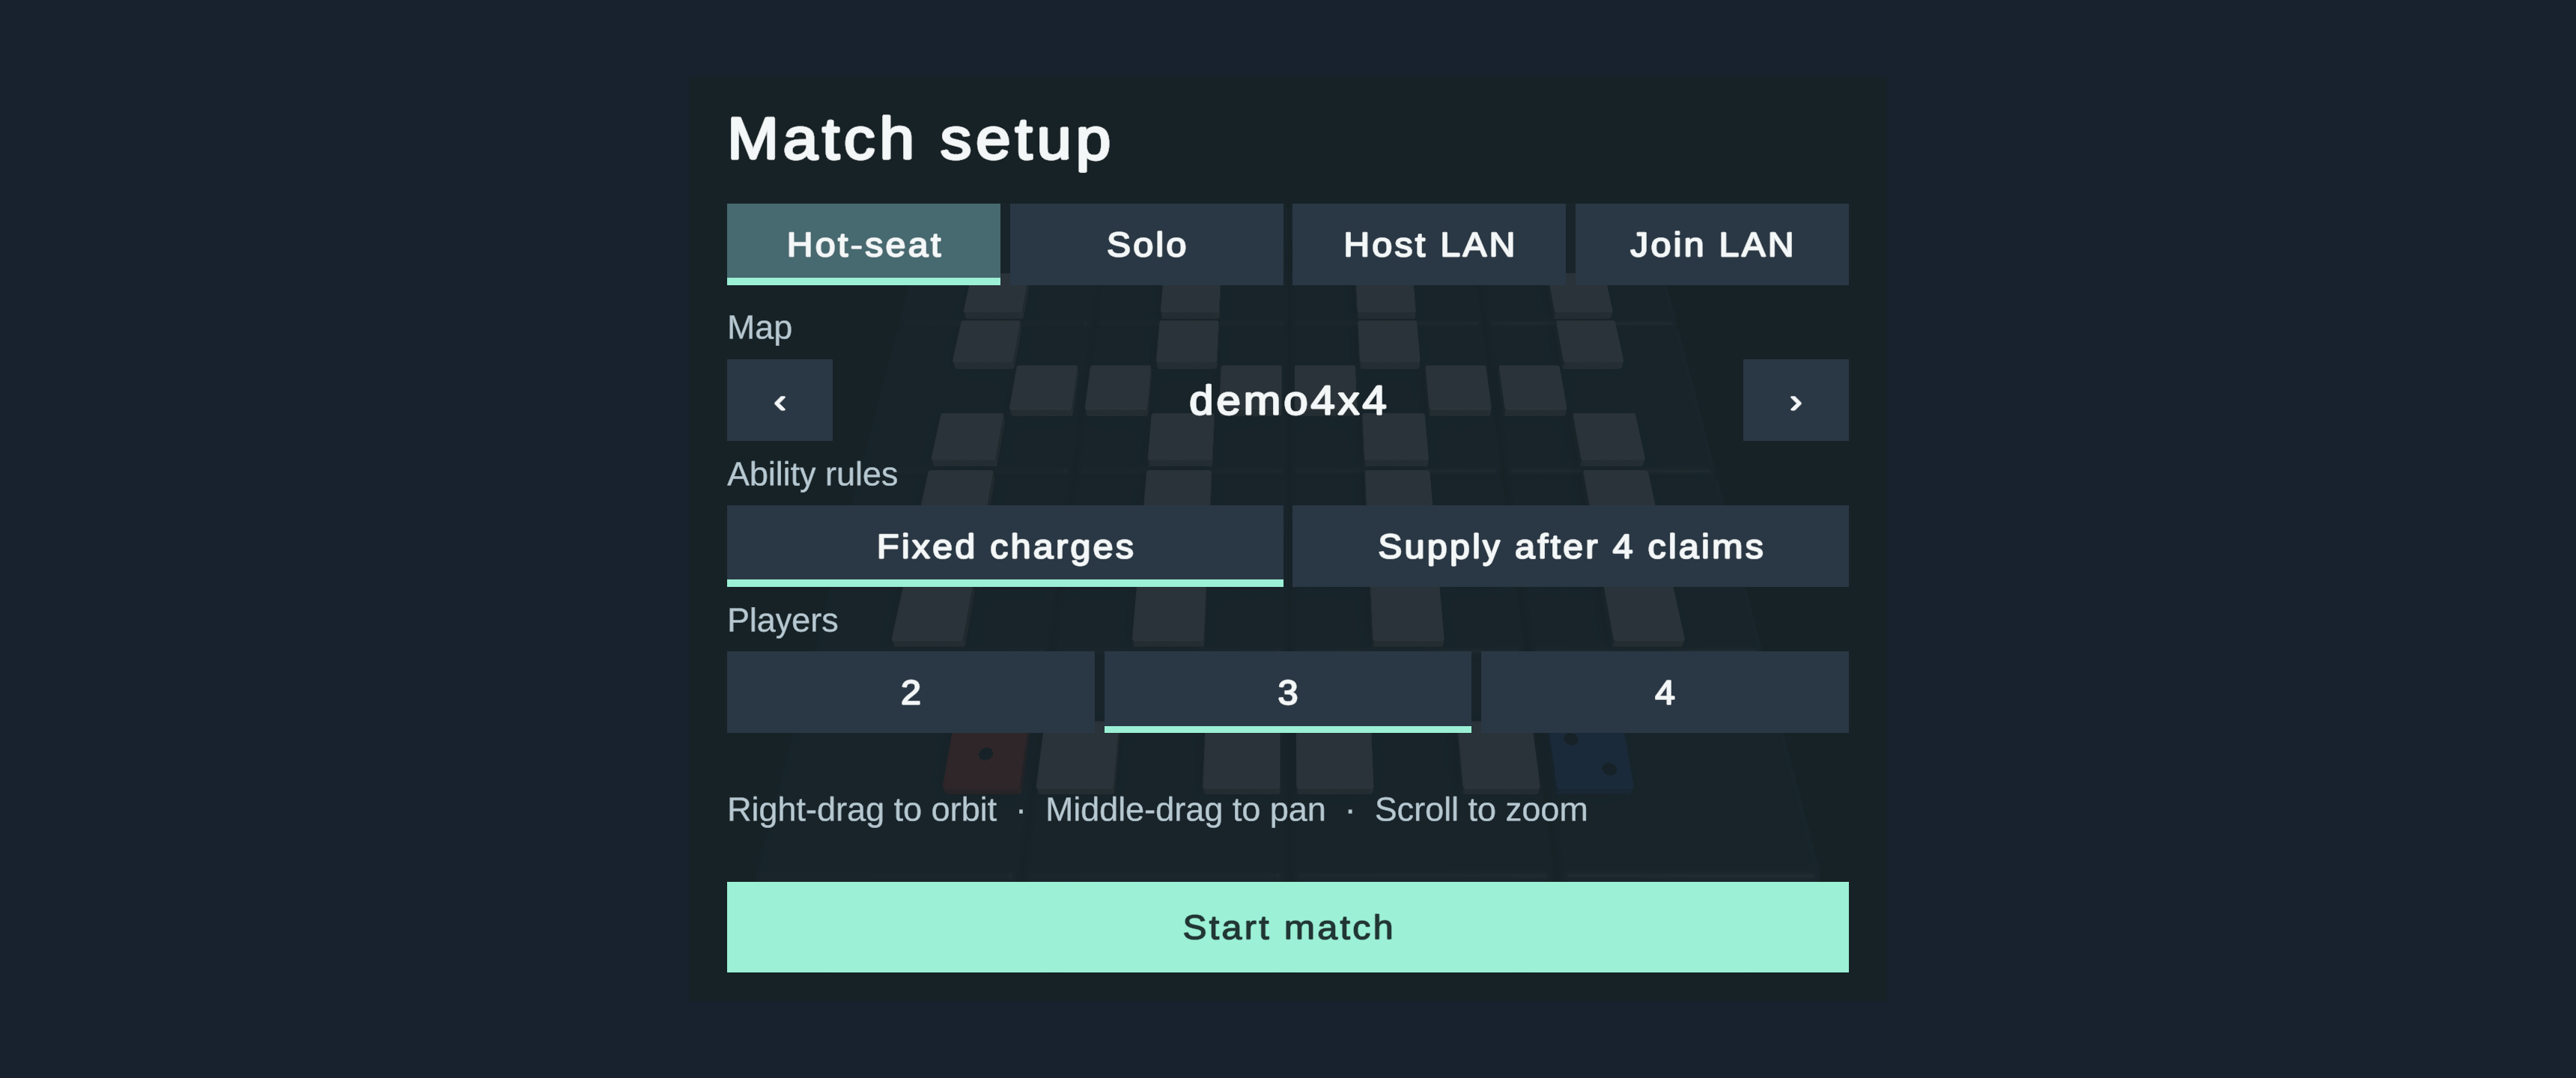 Match setup
Hot-seat Solo Host LAN Join LAN
Map
‹ demo4x4 ›
Ability rules
Fixed charges Supply after 4 claims
Players
2 3 4
Right-drag to orbit · Middle-drag to pan · Scroll to zoom
Start match